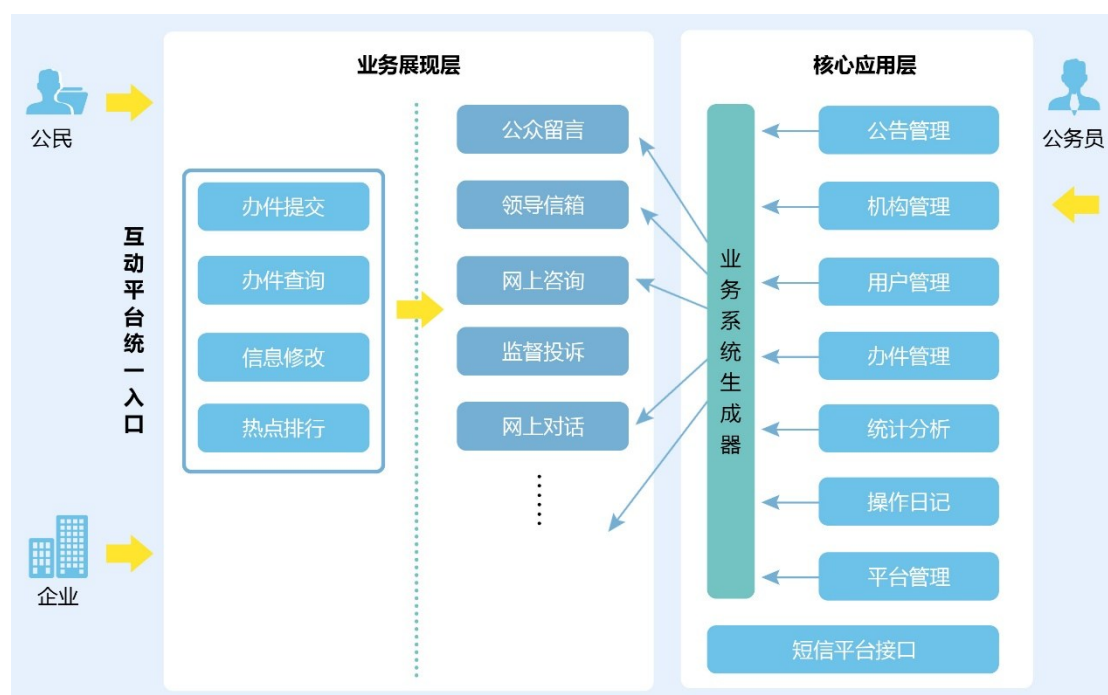 公民
互动平台统一入口
企业
业务展现层
办件提交
办件查询
信息修改
热点排行
公众留言
领导信箱
网上咨询
监督投诉
网上对话
核心应用层
业务系统生成器
公告管理
机构管理
用户管理
办件管理
统计分析
操作日记
平台管理
短信平台接口
公务员